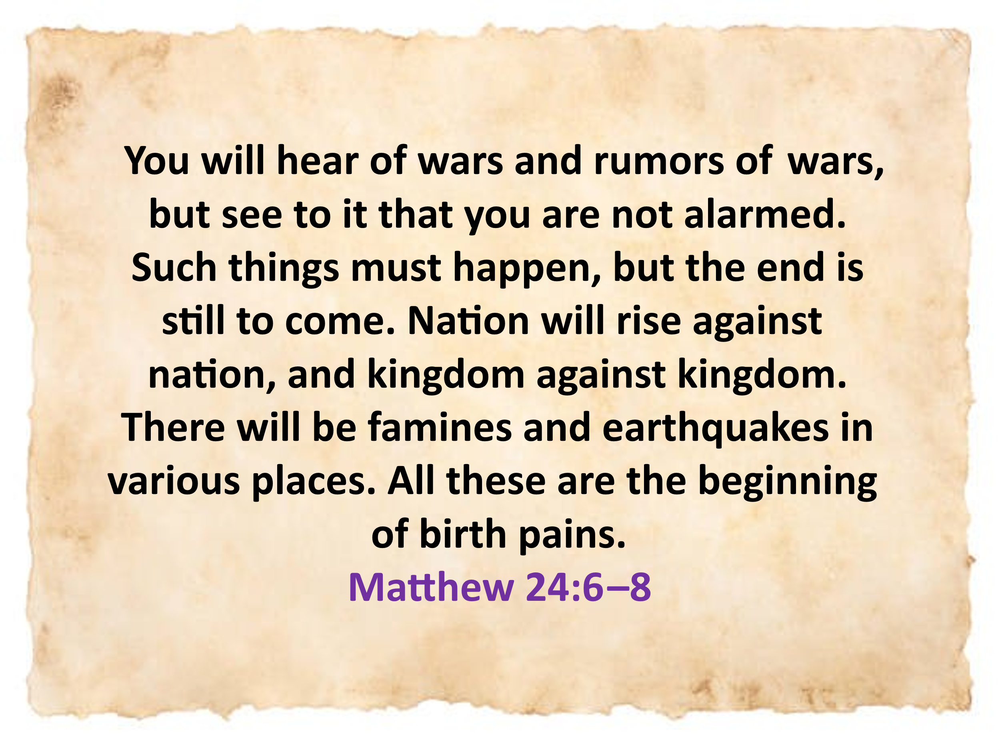 You will hear of wars and rumors of wars,
but see to it that you are not alarmed.
Such things must happen, but the end is
still to come. Nation will rise against
nation, and kingdom against kingdom.
There will be famines and earthquakes in
various places. All these are the beginning
of birth pains.
Matthew 24:6–8